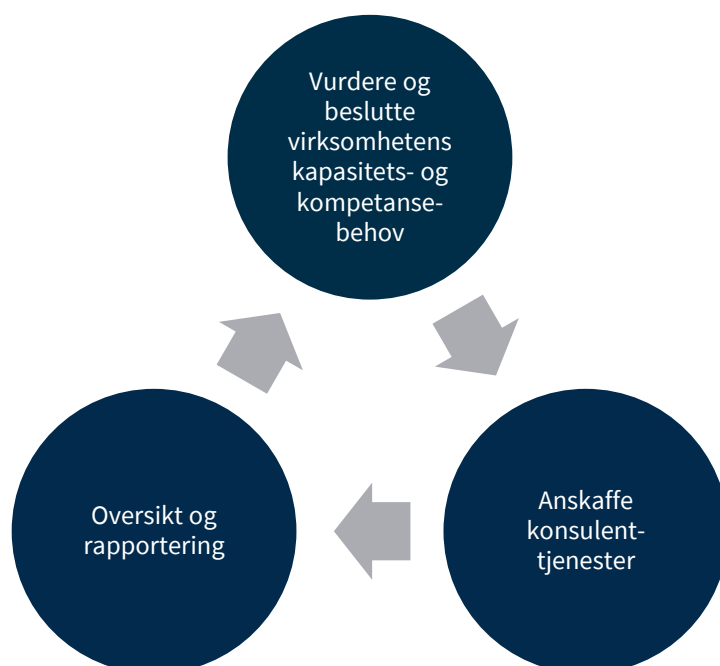 Vurdere og
beslutte
virksomhetens
kapasitets- og
kompetanse-
behov
Anskaffe
konsulent-
tjenester
Oversikt og
rapportering